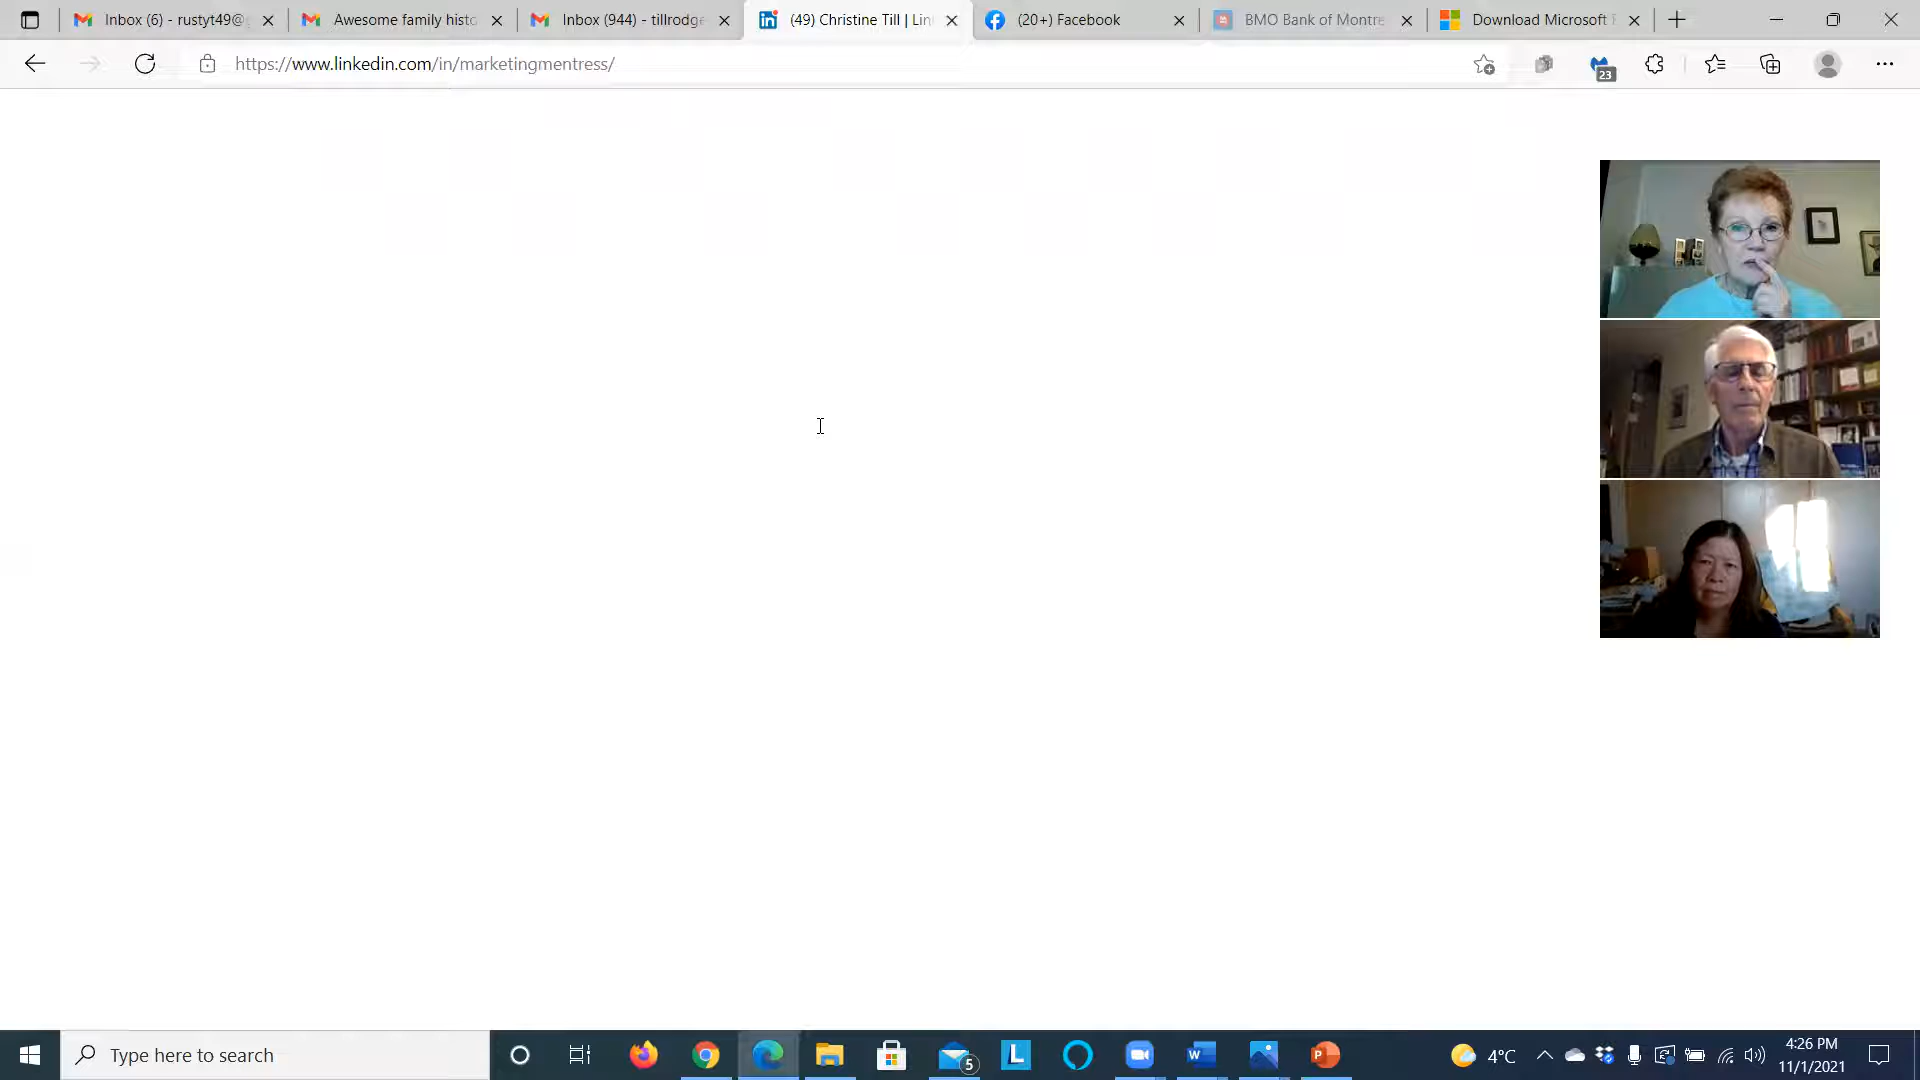 Inbox (6) - rustyt49@
Awesome family histo
Inbox (944) - tillrodge
(49) Christine Till | Lin
(20+) Facebook
BMO Bank of Montre
Download Microsoft
https://www.linkedin.com/in/marketingmentress/
23
Type here to search
5
4°C
4:26 PM
11/1/2021